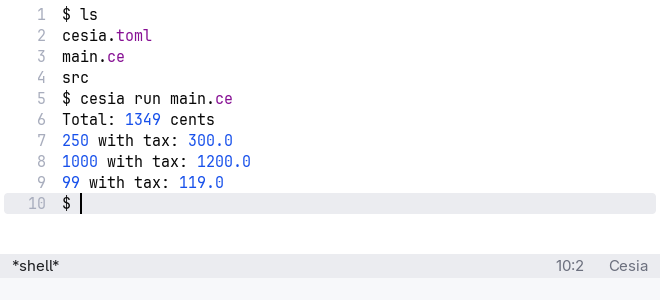 1 $ ls
2 cesia.toml
3 main.ce
4 src
5 $ cesia run main.ce
6 Total: 1349 cents
7 250 with tax: 300.0
8 1000 with tax: 1200.0
9 99 with tax: 119.0
10 $
*shell* 10:2 Cesia